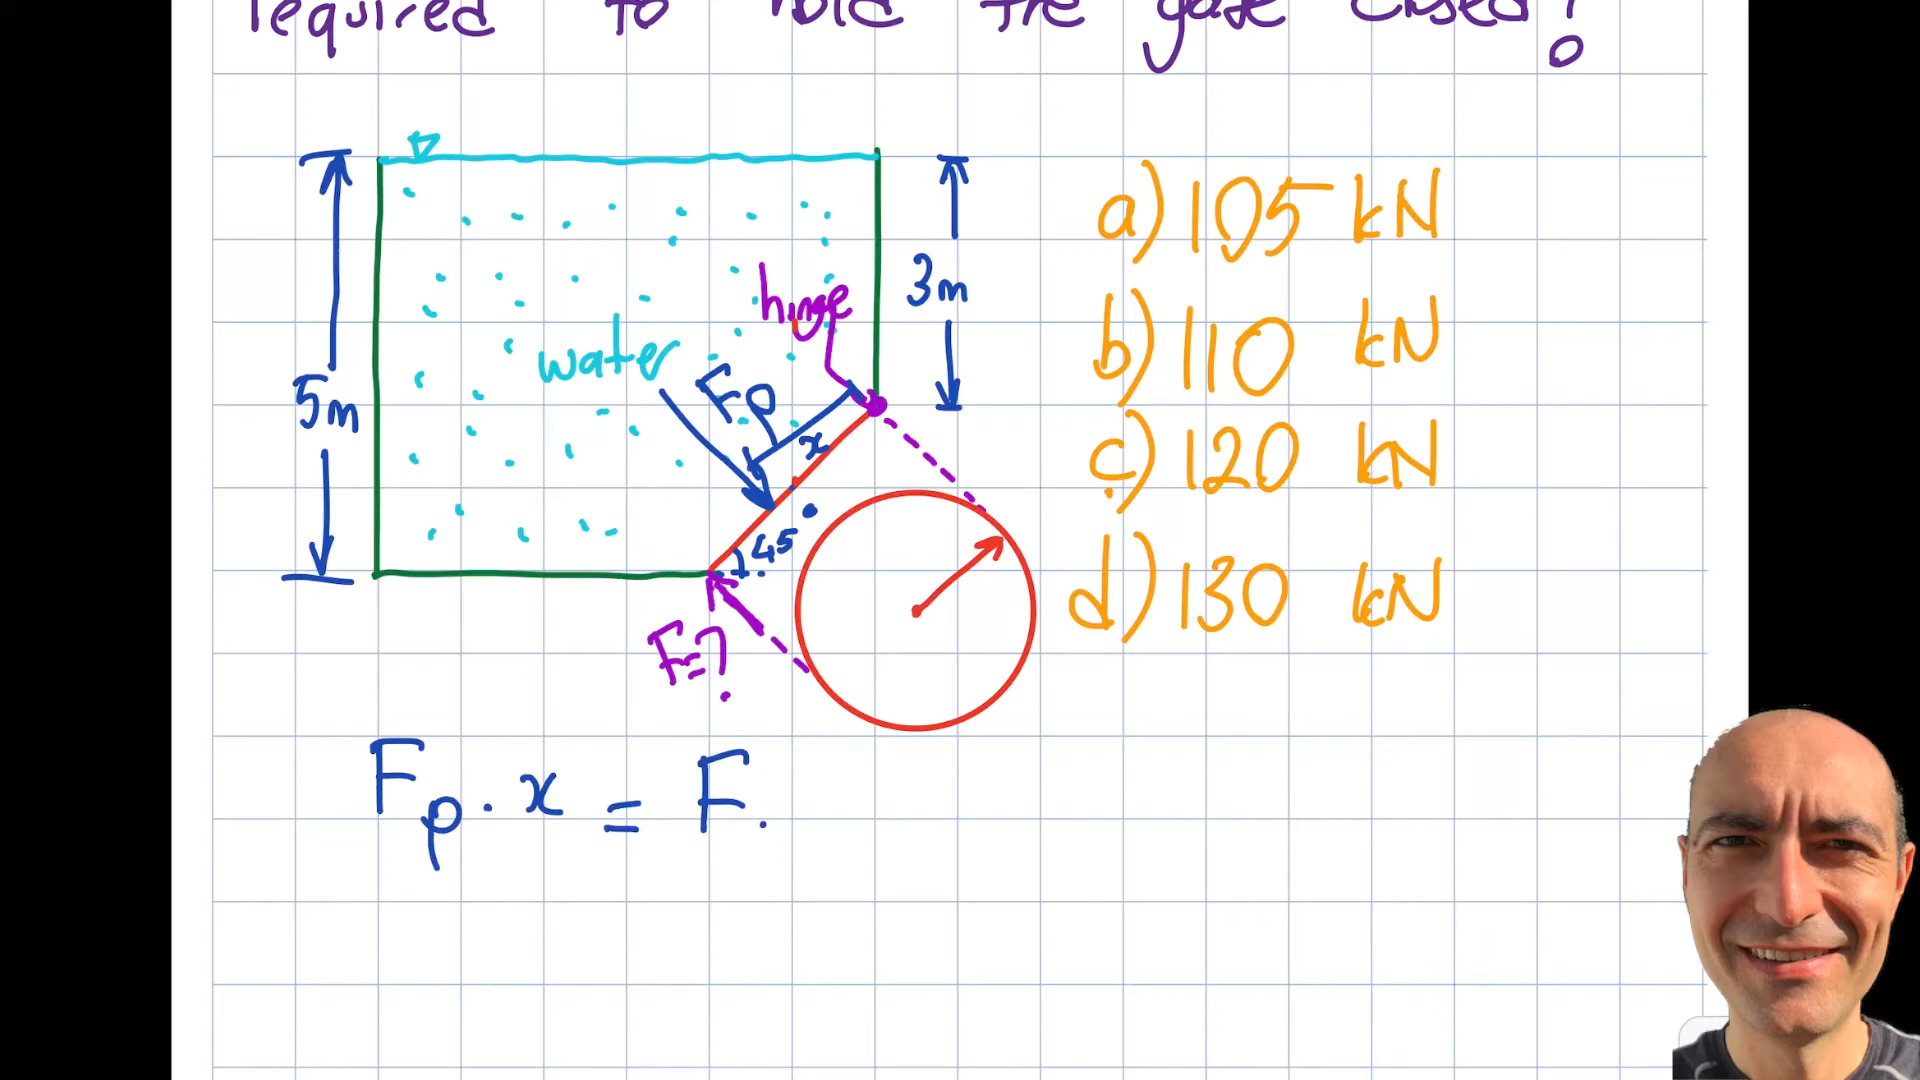 required to hold the gate closed?
5m
3m
hinge
water
Fp
x
45°
F=?
a) 105 kN
b) 110 kN
c) 120 kN
d) 130 kN
Fp · x = F.